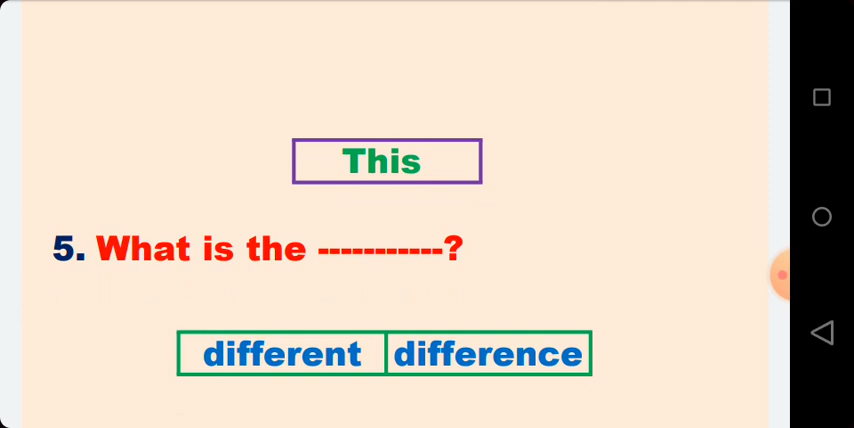 This
5. What is the -----------?
different difference